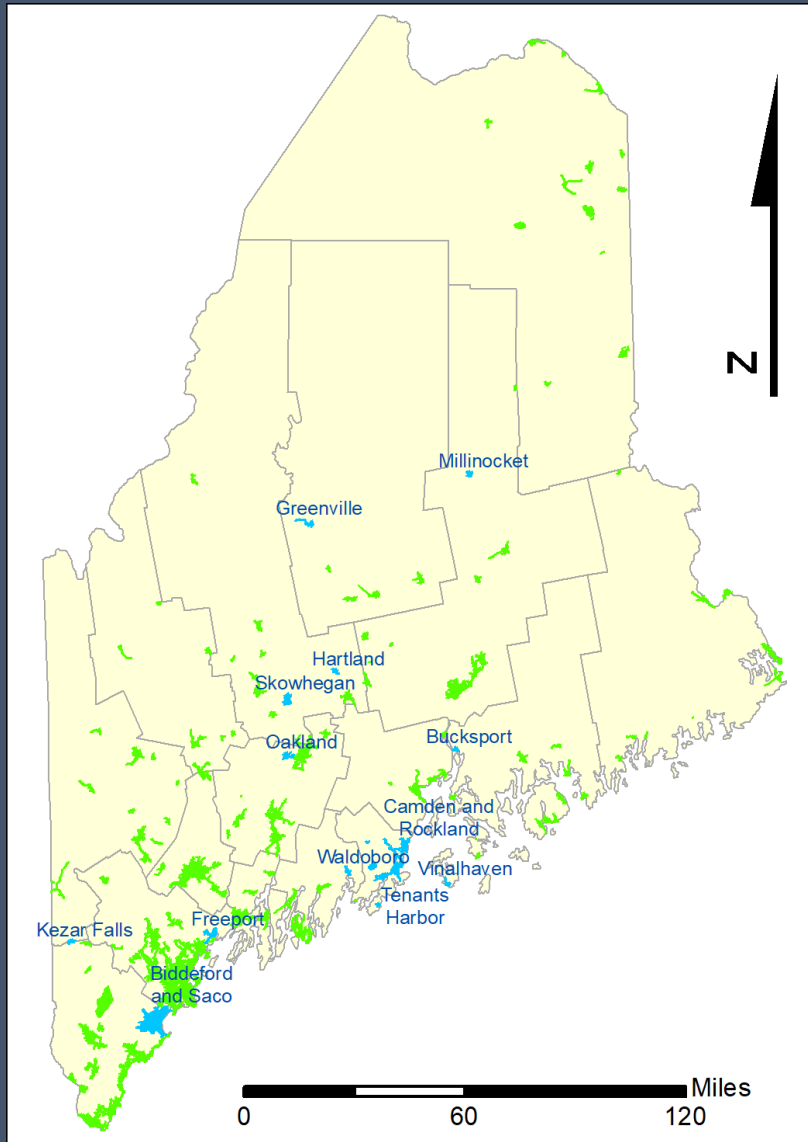 N
Millinocket
Greenville
Hartland
Skowhegan
Oakland
Bucksport
Camden and
Rockland
Waldoboro
Vinalhaven
Tenants
Harbor
Freeport
Kezar Falls
Biddeford
and Saco
Miles
0 60 120